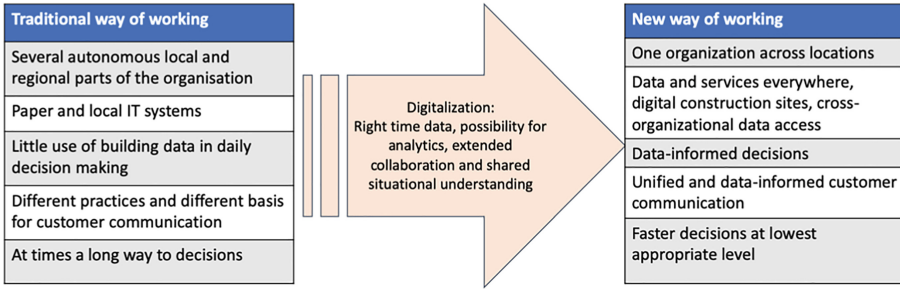 Traditional way of working
Several autonomous local and
regional parts of the organisation
Paper and local IT systems
Little use of building data in daily
decision making
Different practices and different basis
for customer communication
At times a long way to decisions
Digitalization:
Right time data, possibility for
analytics, extended
collaboration and shared
situational understanding
New way of working
One organization across locations
Data and services everywhere,
digital construction sites, cross-
organizational data access
Data-informed decisions
Unified and data-informed customer
communication
Faster decisions at lowest
appropriate level